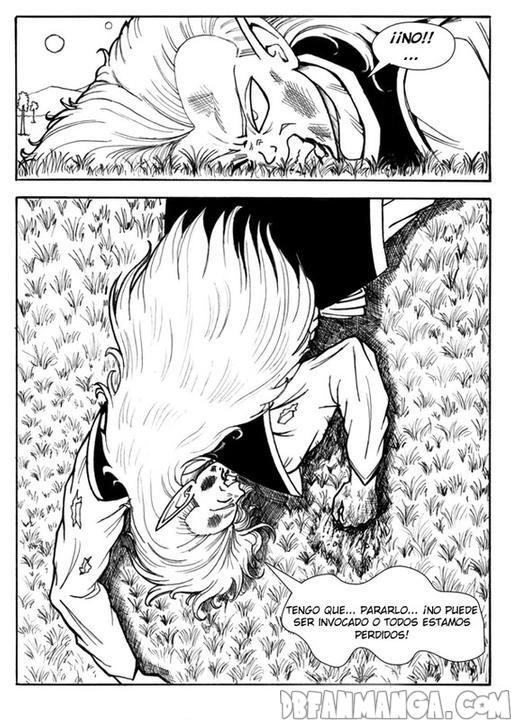 ¡¡NO!!
...
TENGO QUE... PARARLO... ¡NO PUEDE
SER INVOCADO O TODOS ESTAMOS
PERDIDOS!
DBFANMANGA.COM